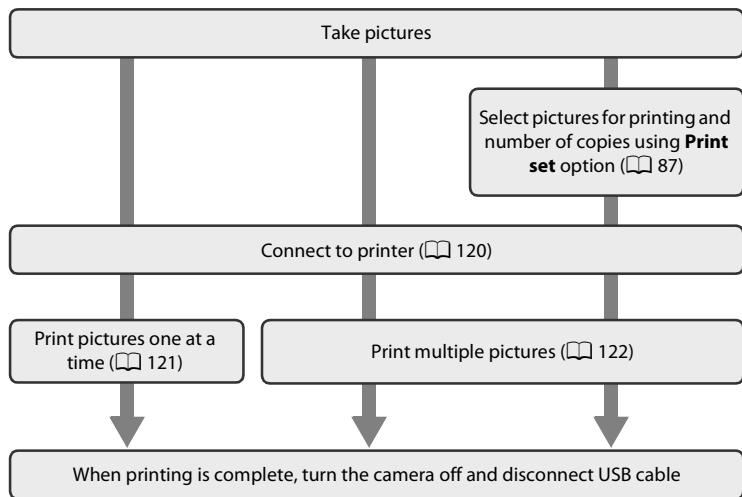 Take pictures
Select pictures for printing and
number of copies using Print
set option (📖 87)
Connect to printer (📖 120)
Print pictures one at a
time (📖 121)
Print multiple pictures (📖 122)
When printing is complete, turn the camera off and disconnect USB cable